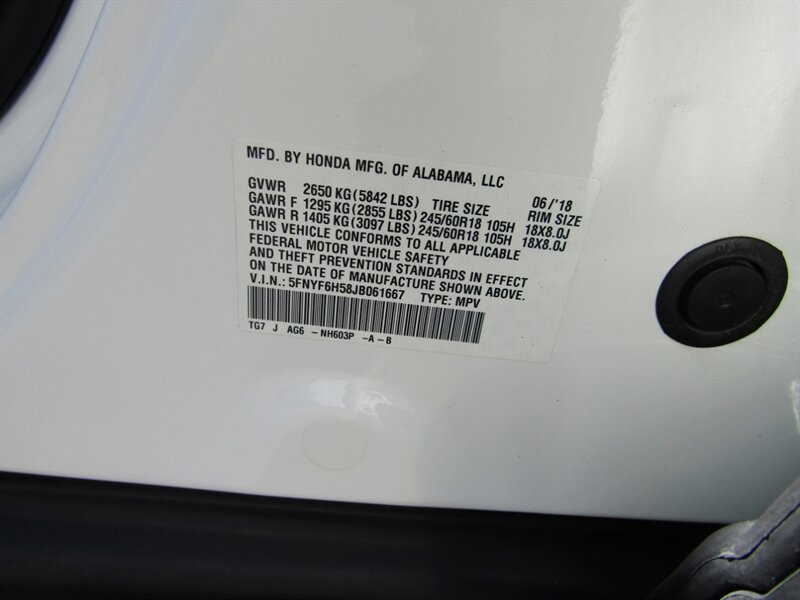 MFD. BY HONDA MFG. OF ALABAMA, LLC
GVWR 2650 KG(5842 LBS) TIRE SIZE 06/'18 RIM SIZE
GAWR F 1295 KG(2855 LBS) 245/60R18 105H 18X8.0J
GAWR R 1405 KG(3097 LBS) 245/60R18 105H 18X8.0J
THIS VEHICLE CONFORMS TO ALL APPLICABLE
FEDERAL MOTOR VEHICLE SAFETY
AND THEFT PREVENTION STANDARDS IN EFFECT
ON THE DATE OF MANUFACTURE SHOWN ABOVE.
V.I.N.: 5FNYF6H58JB061667 TYPE: MPV
TG7 J AG6 -NH603P -A-B